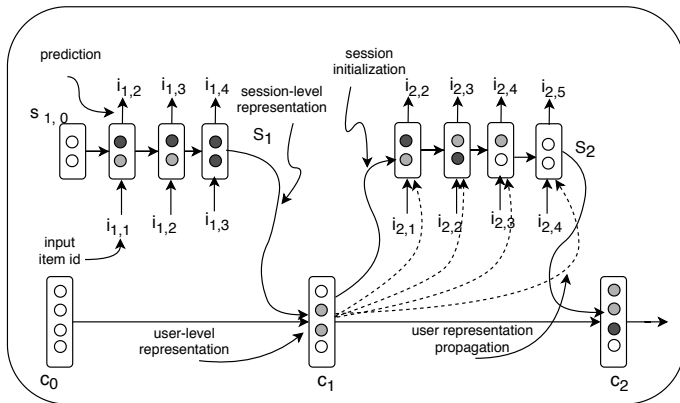 prediction
i1,2 i1,3 i1,4
session-level
representation
session
initialization
i2,2 i2,3 i2,4 i2,5
s 1,0
s1
s2
i1,1 i1,2 i1,3
i2,1 i2,2 i2,3 i2,4
input
item id
user-level
representation
user representation
propagation
c0
c1
c2